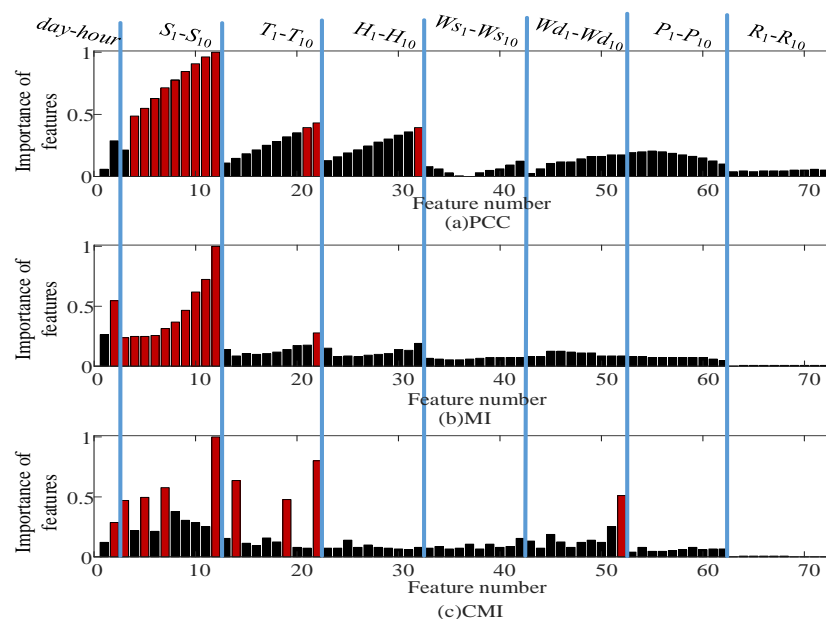 day-hour S1-S10 T1-T10 H1-H10 Ws1-Ws10 Wd1-Wd10 P1-P10 R1-R10
Importance of
features
1
0.5
0
0 10 20 30 40 50 60 70
Feature number
(a)PCC
Importance of
features
1
0.5
0
0 10 20 30 40 50 60 70
Feature number
(b)MI
Importance of
features
1
0.5
0
0 10 20 30 40 50 60 70
Feature number
(c)CMI